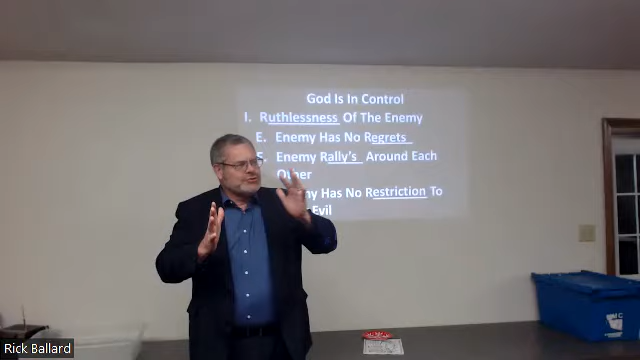 God Is In Control
I. Ruthlessness Of The Enemy
E. Enemy Has No Regrets
F. Enemy Rally's Around Each
Other
my Has No Restriction To
Evil
Rick Ballard